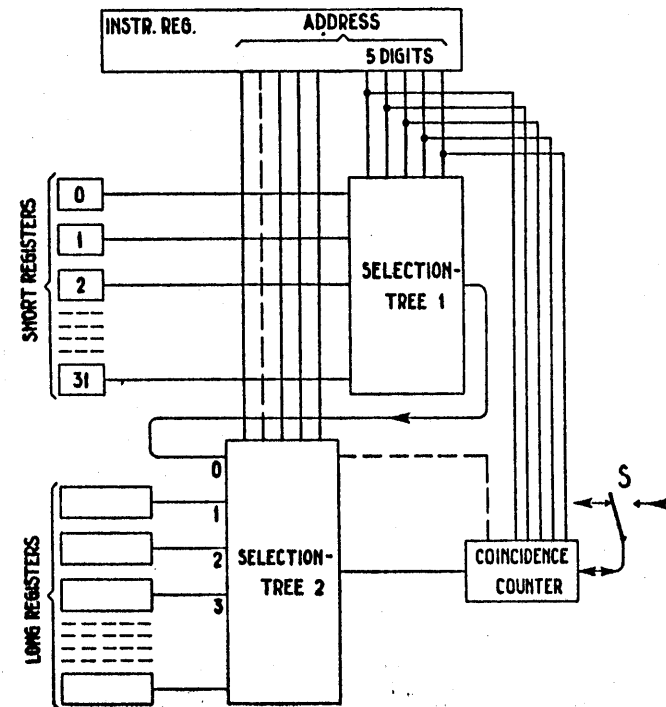 INSTR. REG.
ADDRESS
5 DIGITS
SHORT REGISTERS
0
1
2
31
SELECTION-
TREE 1
LONG REGISTERS
0
1
2
3
SELECTION-
TREE 2
COINCIDENCE
COUNTER
S